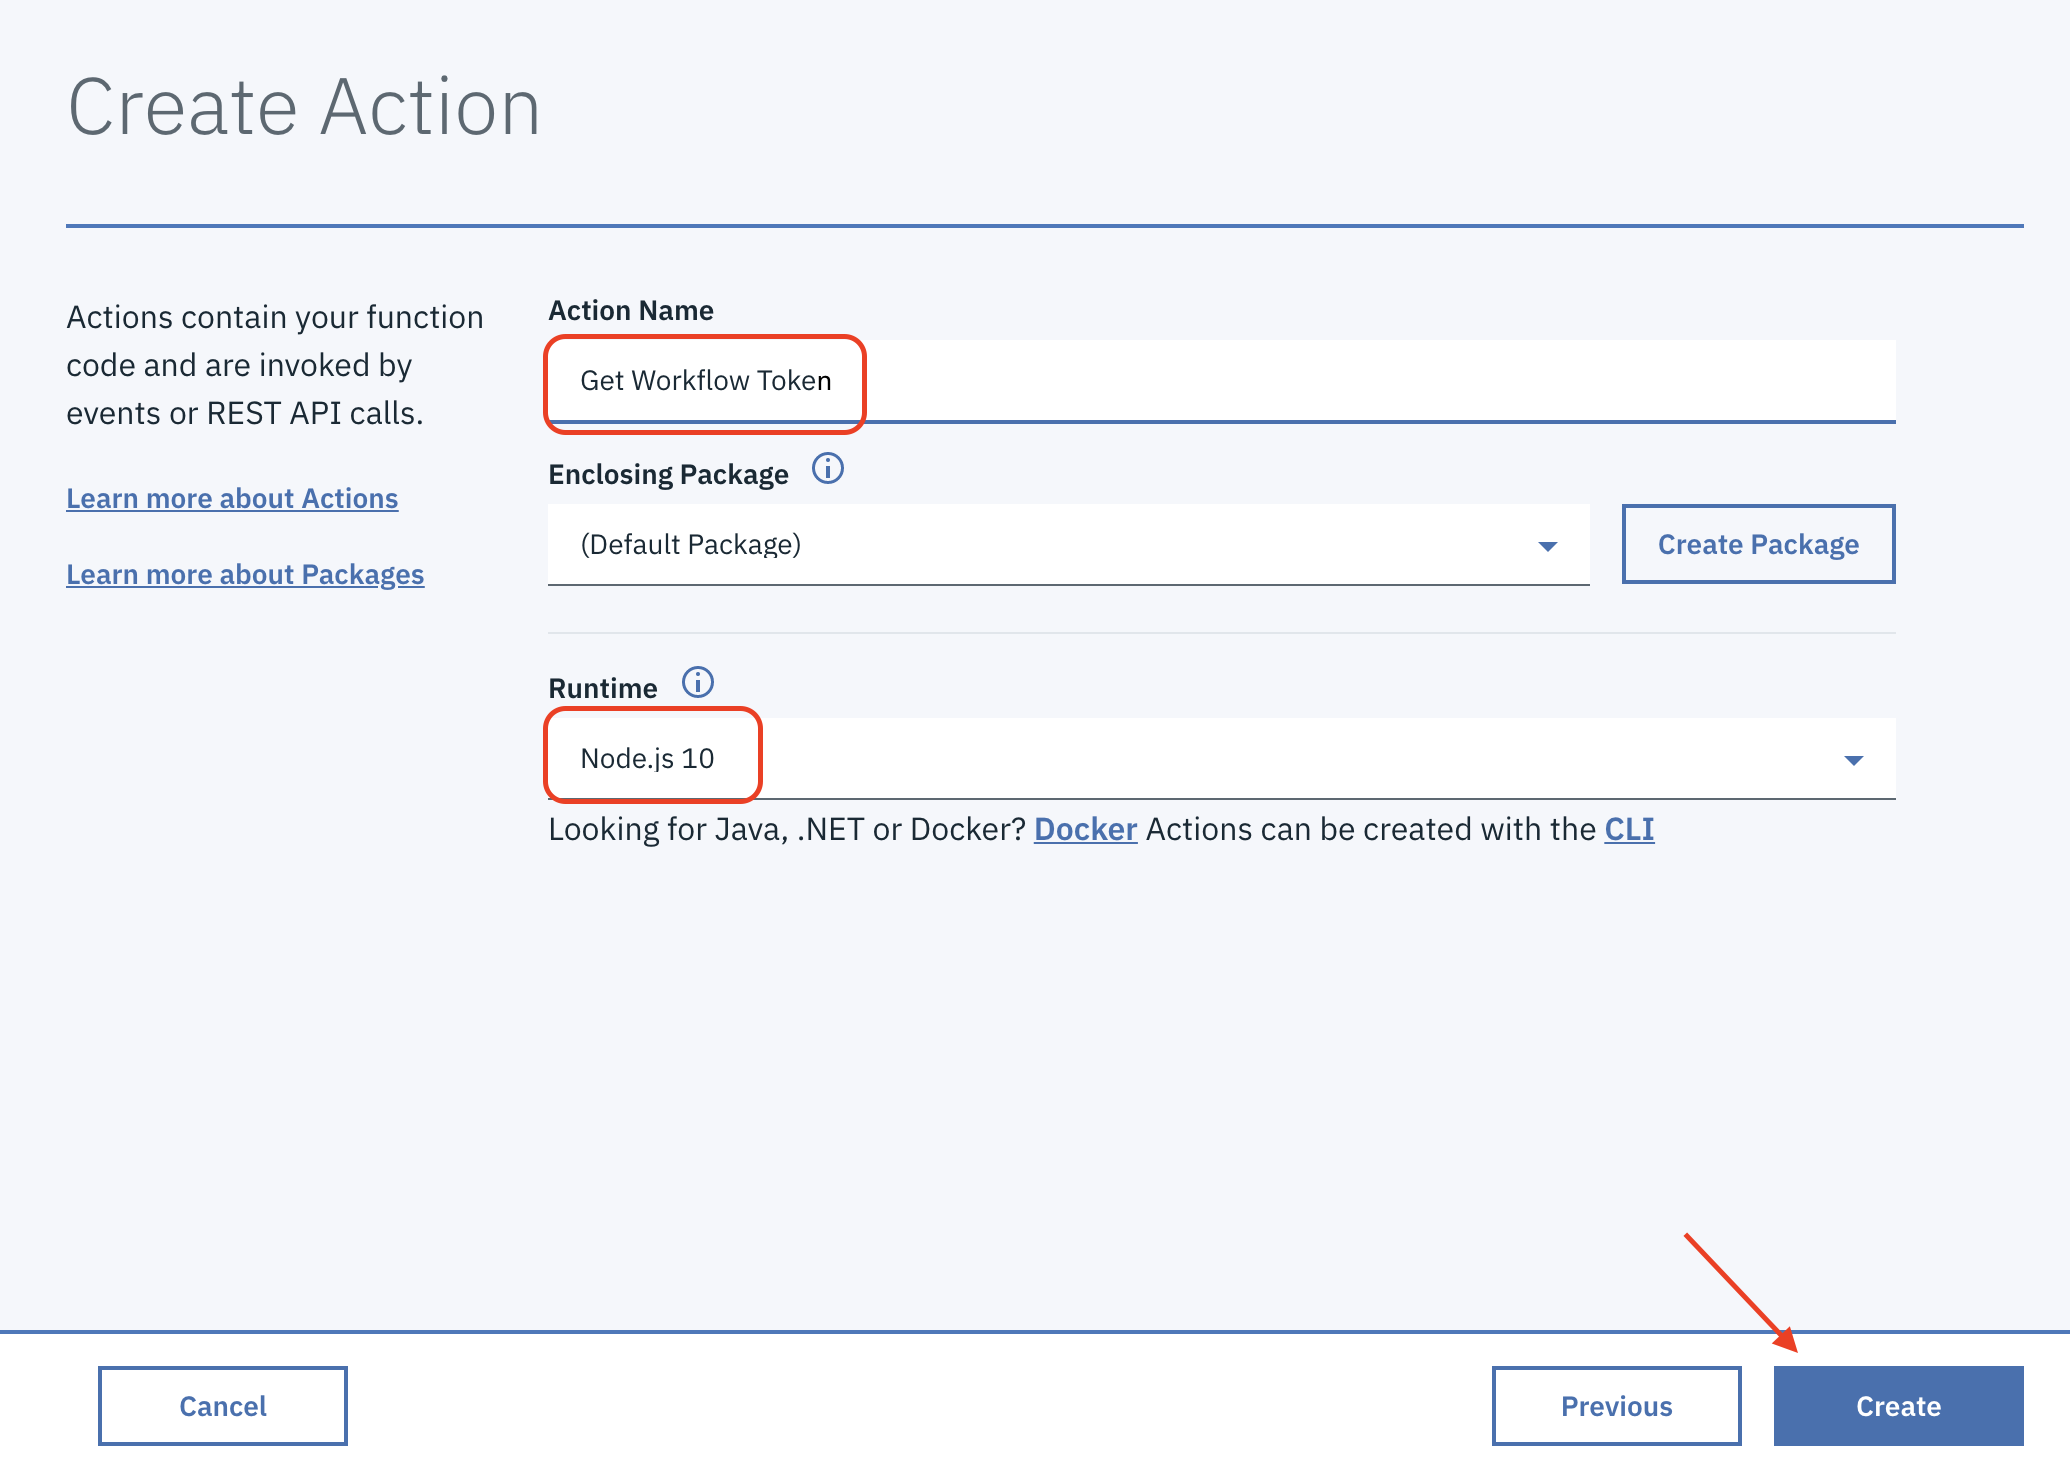 Create Action
Actions contain your function
code and are invoked by
events or REST API calls.
Learn more about Actions
Learn more about Packages
Action Name
Get Workflow Token
Enclosing Package
(Default Package)
Create Package
Runtime
Node.js 10
Looking for Java, .NET or Docker? Docker Actions can be created with the CLI
Cancel
Previous
Create